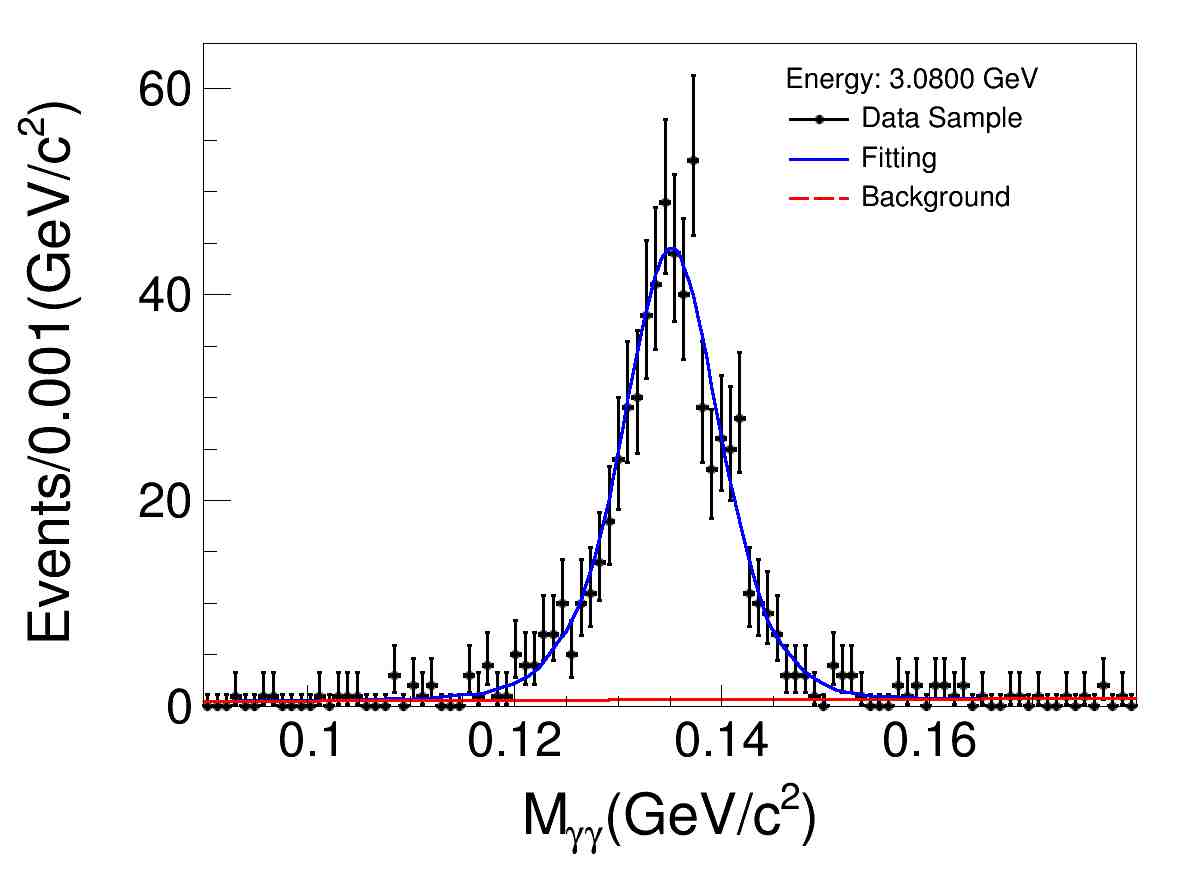 Energy: 3.0800 GeV
Data Sample
Fitting
Background
Events/0.001(GeV/c²)
60
40
20
0
0.1 0.12 0.14 0.16
Mγγ(GeV/c²)